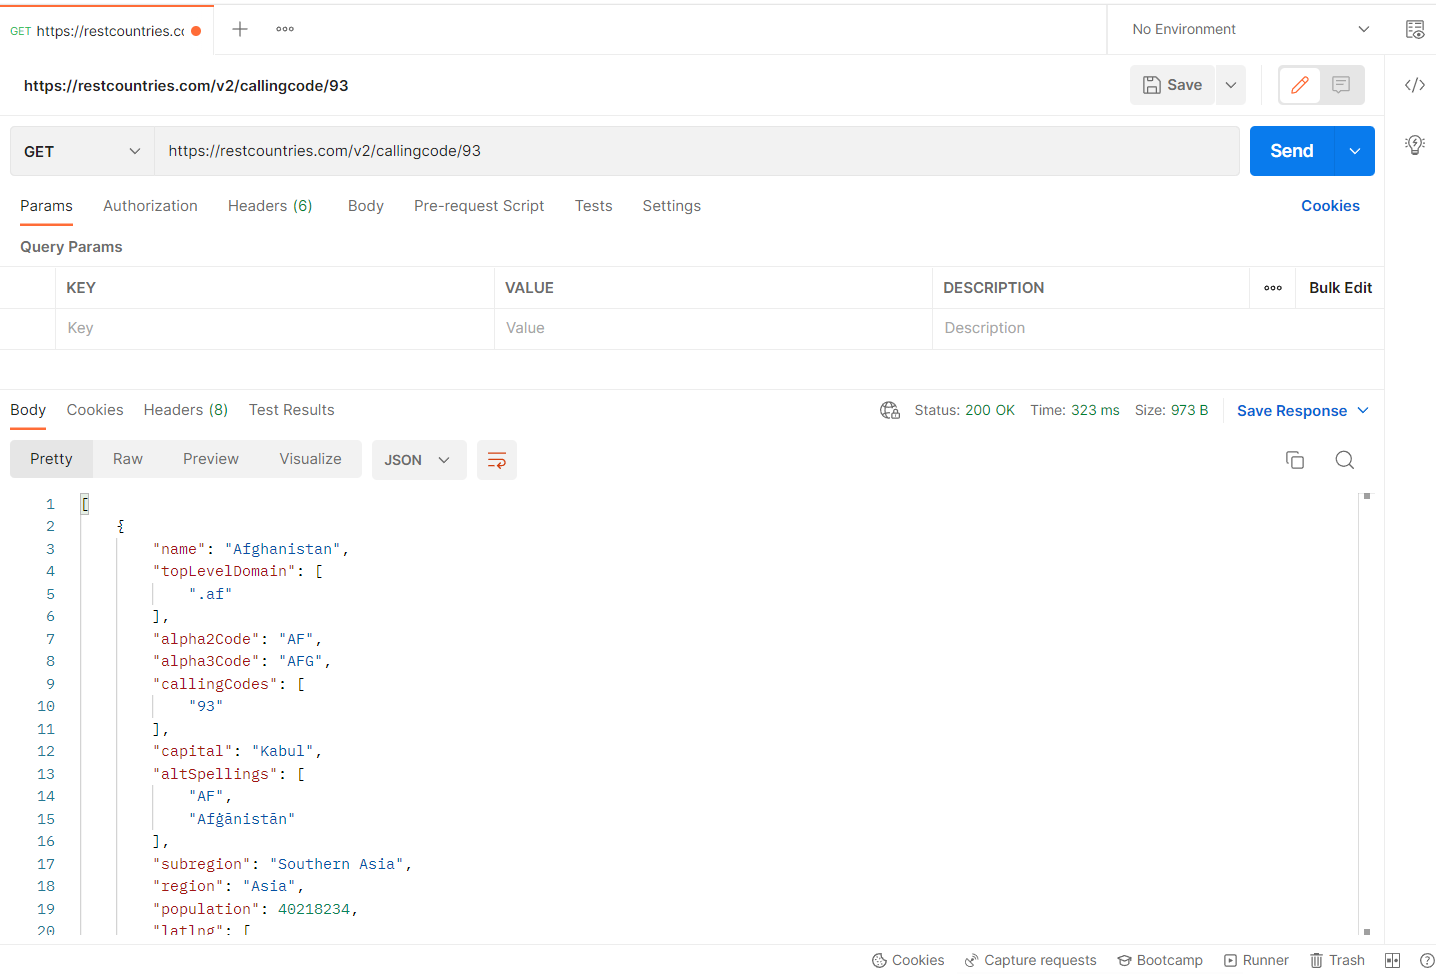 GET https://restcountries.cc
No Environment
https://restcountries.com/v2/callingcode/93
Save
GET
https://restcountries.com/v2/callingcode/93
Send
Params Authorization Headers (6) Body Pre-request Script Tests Settings Cookies
Query Params
KEY VALUE DESCRIPTION Bulk Edit
Key Value Description
Body Cookies Headers (8) Test Results Status: 200 OK Time: 323 ms Size: 973 B Save Response
Pretty Raw Preview Visualize JSON
1 [
2 {
3 "name": "Afghanistan",
4 "topLevelDomain": [
5 ".af"
6 ],
7 "alpha2Code": "AF",
8 "alpha3Code": "AFG",
9 "callingCodes": [
10 "93"
11 ],
12 "capital": "Kabul",
13 "altSpellings": [
14 "AF",
15 "Afġānistān"
16 ],
17 "subregion": "Southern Asia",
18 "region": "Asia",
19 "population": 40218234,
20 "latlng": [
Cookies Capture requests Bootcamp Runner Trash